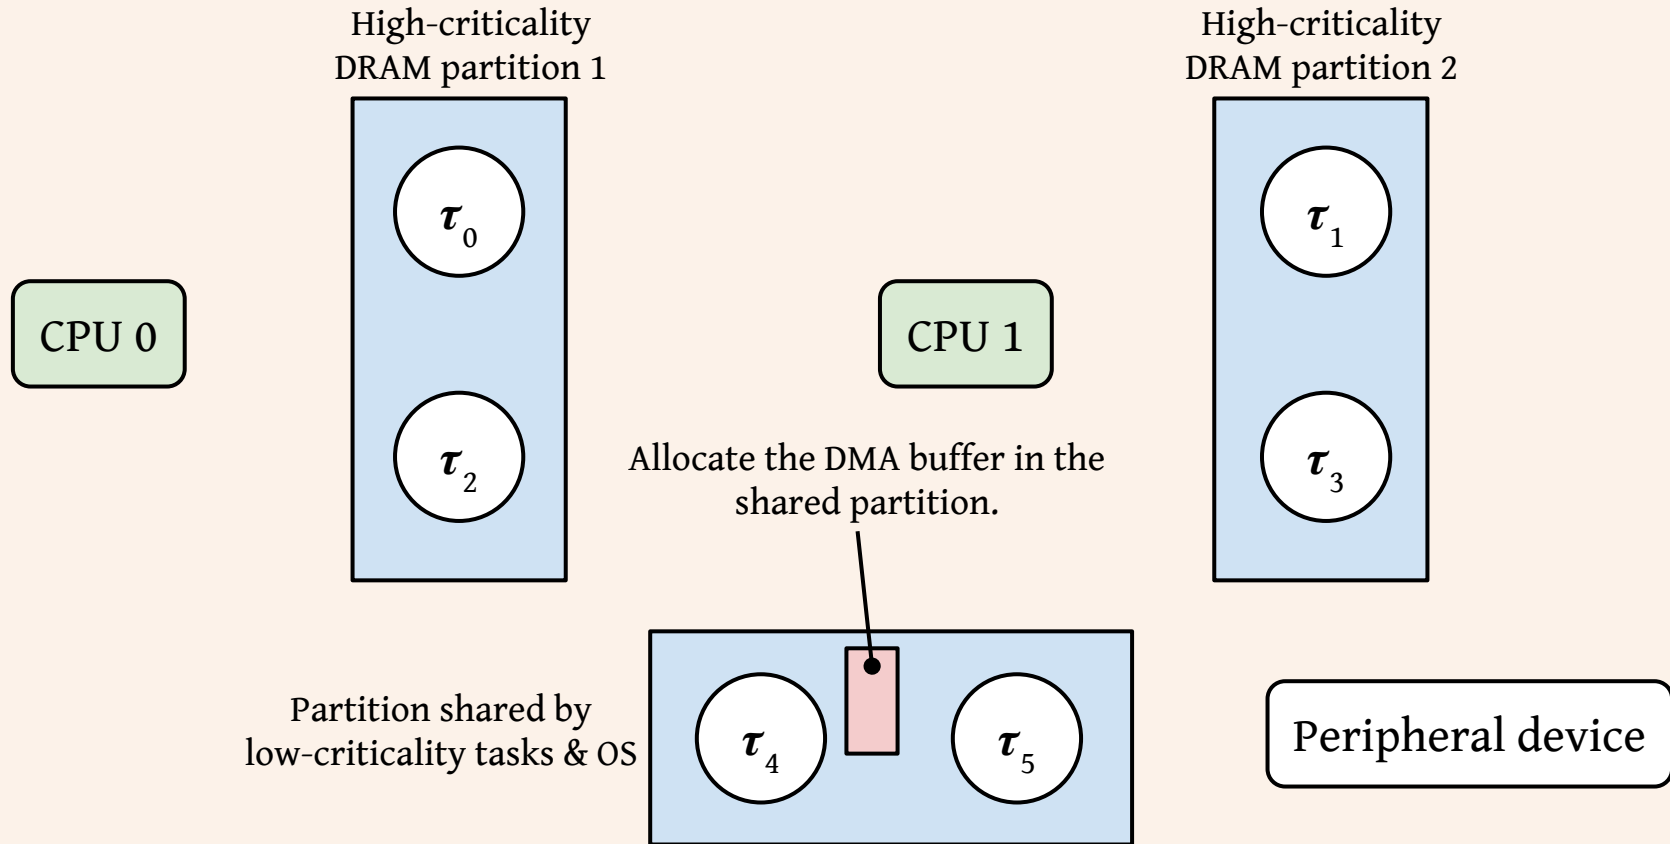 High-criticality
DRAM partition 1
High-criticality
DRAM partition 2
τ0
τ1
CPU 0
CPU 1
τ2
Allocate the DMA buffer in the
shared partition.
τ3
Partition shared by
low-criticality tasks & OS
τ4
τ5
Peripheral device